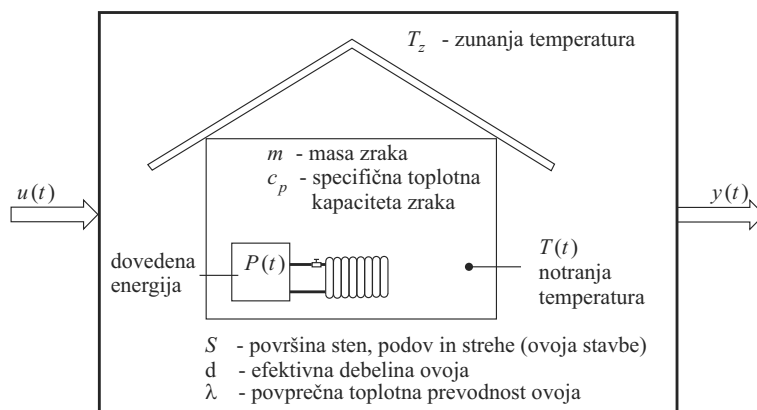 T_z - zunanja temperatura
m - masa zraka
c_p - specifična toplotna
kapaciteta zraka
u(t)
y(t)
dovedena
energija
P(t)
T(t)
notranja
temperatura
S - površina sten, podov in strehe (ovoja stavbe)
d - efektivna debelina ovoja
λ - povprečna toplotna prevodnost ovoja